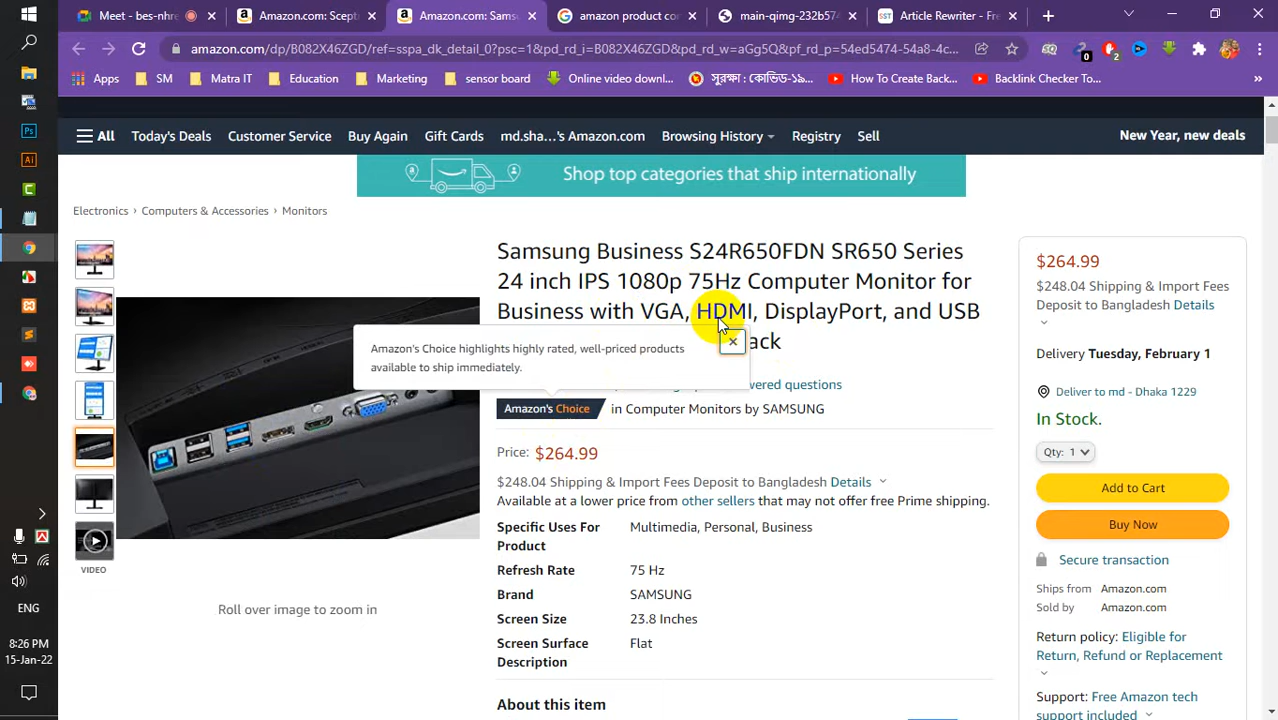 Meet - bes-nhre
Amazon.com: Scepti
Amazon.com: Samsu
amazon product co
main-qimg-232b574
Article Rewriter - Fre
amazon.com/dp/B082X46ZGD/ref=sspa_dk_detail_0?psc=1&pd_rd_i=B082X46ZGD&pd_rd_w=aGg5Q&pf_rd_p=54ed5474-54a8-4c...
0
2
Apps
SM
Matra IT
Education
Marketing
sensor board
Online video downl...
সুরক্ষা : কোভিড-১৯...
How To Create Back...
Backlink Checker To...
»
All
Today's Deals
Customer Service
Buy Again
Gift Cards
md.sha...'s Amazon.com
Browsing History
Registry
Sell
New Year, new deals
Shop top categories that ship internationally
Electronics › Computers & Accessories › Monitors
Samsung Business S24R650FDN SR650 Series
24 inch IPS 1080p 75Hz Computer Monitor for
Business with VGA, HDMI, DisplayPort, and USB
ack
Amazon's Choice highlights highly rated, well-priced products
available to ship immediately.
wered questions
Amazon's Choice in Computer Monitors by SAMSUNG
Price: $264.99
$248.04 Shipping & Import Fees Deposit to Bangladesh Details
Available at a lower price from other sellers that may not offer free Prime shipping.
Specific Uses For
Product
Multimedia, Personal, Business
Refresh Rate 75 Hz
Brand SAMSUNG
Screen Size 23.8 Inches
Screen Surface
Description
Flat
About this item
VIDEO
Roll over image to zoom in
$264.99
$248.04 Shipping & Import Fees
Deposit to Bangladesh Details
Delivery Tuesday, February 1
Deliver to md - Dhaka 1229
In Stock.
Qty: 1
Add to Cart
Buy Now
Secure transaction
Ships from Amazon.com
Sold by Amazon.com
Return policy: Eligible for
Return, Refund or Replacement
Support: Free Amazon tech
support included
Ps
Ai
ENG
8:26 PM
15-Jan-22